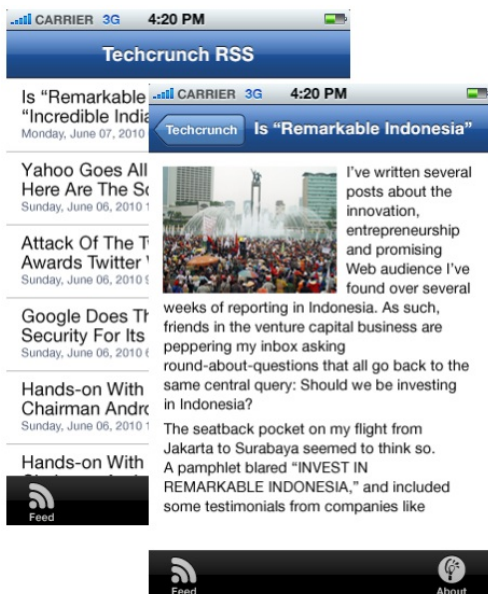 CARRIER 3G 4:20 PM
Techcrunch RSS
Is “Remarkable
“Incredible India
Monday, June 07, 2010
Yahoo Goes All
Here Are The
Sunday, June 06, 2010
Attack Of The
Awards Twitter
Sunday, June 06, 2010
Google Does
Security For Its
Sunday, June 06, 2010
Hands-on With
Chairman
Sunday, June 06, 2010
Hands-on With
Feed
CARRIER 3G 4:20 PM
Techcrunch
Is “Remarkable Indonesia”
I’ve written several
posts about the
innovation,
entrepreneurship
and promising
Web audience I’ve
found over several
weeks of reporting in Indonesia. As such,
friends in the venture capital business are
peppering my inbox asking
round-about-questions that all go back to the
same central query: Should we be investing
in Indonesia?
The seatback pocket on my flight from
Jakarta to Surabaya seemed to think so.
A pamphlet blared “INVEST IN
REMARKABLE INDONESIA,” and included
some testimonials from companies like
Feed
About